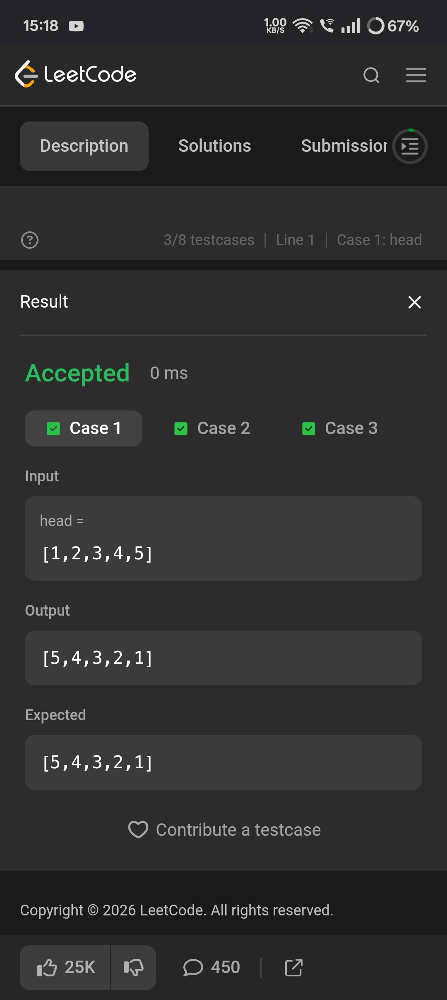 15:18 1.00 KB/S 67%
LeetCode
Description Solutions Submission
3/8 testcases | Line 1 | Case 1: head
Result
Accepted 0 ms
Case 1 Case 2 Case 3
Input
head =
[1,2,3,4,5]
Output
[5,4,3,2,1]
Expected
[5,4,3,2,1]
Contribute a testcase
Copyright © 2026 LeetCode. All rights reserved.
25K 450